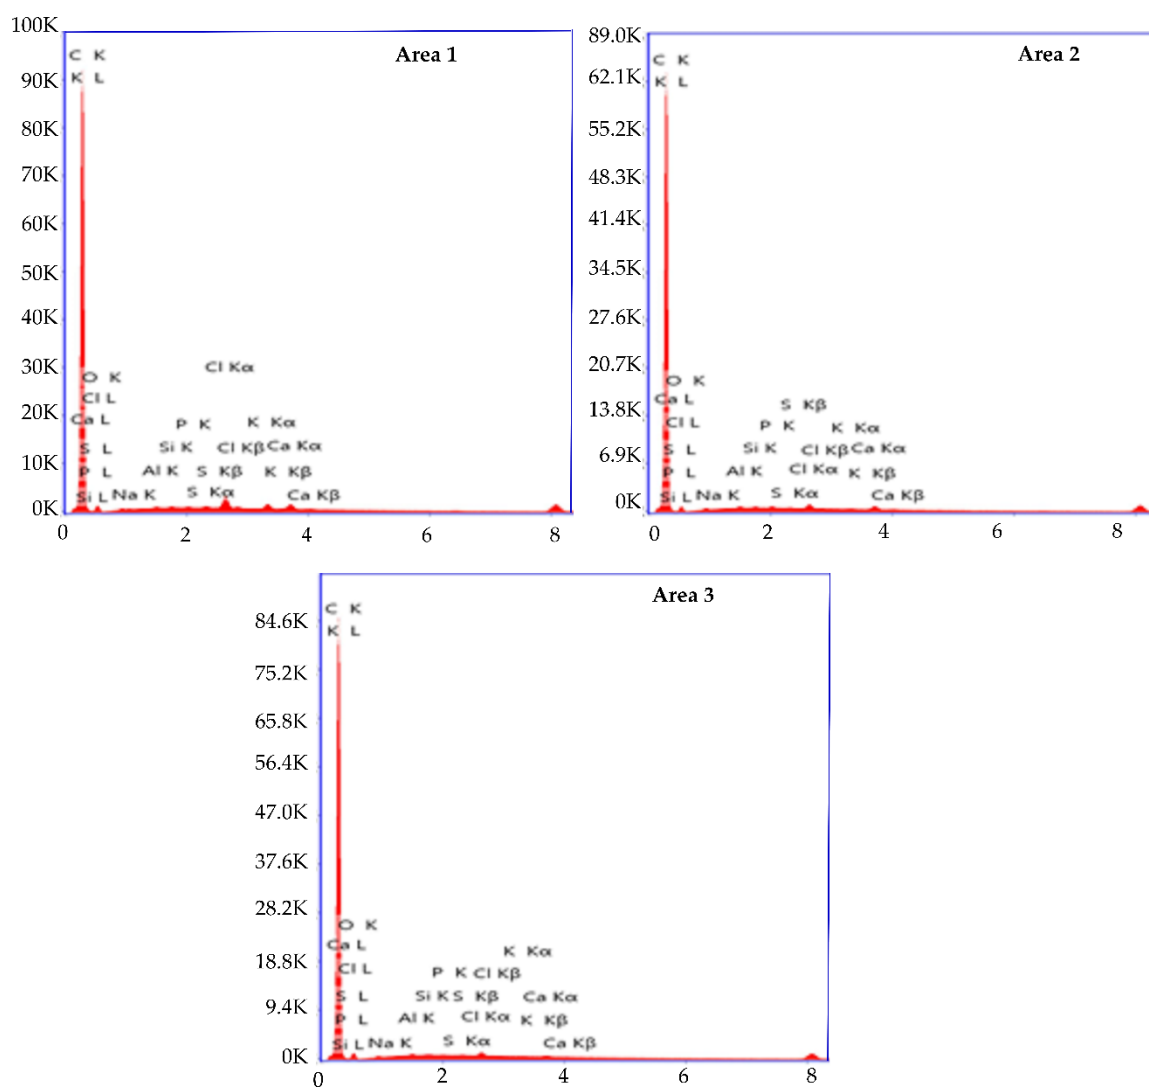 100K
Area 1
C K
K L
90K
80K
70K
60K
50K
40K
30K
Cl Kα
O K
Cl L
20K
Ca L
P K
K Kα
S L
Si K
Cl Kβ
Ca Kα
10K
P L
Al K
S Kβ
K Kβ
Si L
Na K
S Kα
Ca Kβ
0K
0
2
4
6
8
89.0K
Area 2
C K
62.1K
K L
55.2K
48.3K
41.4K
34.5K
27.6K
20.7K
O K
Ca L
S Kβ
13.8K
Cl L
P K
K Kα
S L
Si K
Cl Kβ
Ca Kα
6.9K
P L
Al K
Cl Kα
K Kβ
Si L
Na K
S Kα
Ca Kβ
0K
0
2
4
6
8
Area 3
C K
84.6K
K L
75.2K
65.8K
56.4K
47.0K
37.6K
28.2K
O K
Ca L
K Kα
18.8K
Cl L
P K
Cl Kβ
S L
Si K
S Kβ
Ca Kα
9.4K
P L
Al K
Cl Kα
K Kβ
Si L
Na K
S Kα
Ca Kβ
0K
0
2
4
6
8